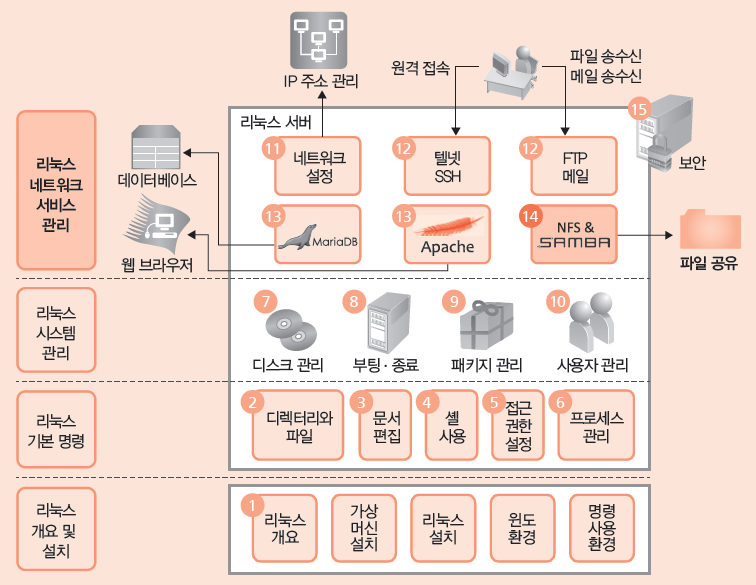 IP 주소 관리
원격 접속
파일 송수신
메일 송수신
리눅스
네트워크
서비스
관리
데이터베이스
웹 브라우저
리눅스 서버
11
네트워크
설정
12
텔넷
SSH
12
FTP
메일
15
보안
13
MariaDB
13
Apache
14
NFS &
SAMBA
파일 공유
리눅스
시스템
관리
7
디스크 관리
8
부팅·종료
9
패키지 관리
10
사용자 관리
리눅스
기본 명령
2
디렉터리와
파일
3
문서
편집
4
셸
사용
5
접근
권한
설정
6
프로세스
관리
리눅스
개요 및
설치
1
리눅스
개요
가상
머신
설치
리눅스
설치
윈도
환경
명령
사용
환경